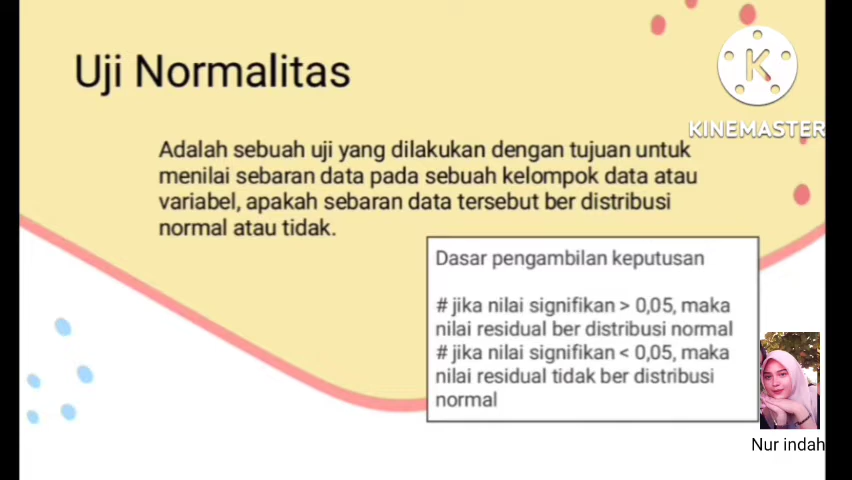 Uji Normalitas
KINEMASTER
Adalah sebuah uji yang dilakukan dengan tujuan untuk
menilai sebaran data pada sebuah kelompok data atau
variabel, apakah sebaran data tersebut ber distribusi
normal atau tidak.
Dasar pengambilan keputusan
# jika nilai signifikan > 0,05, maka
nilai residual ber distribusi normal
# jika nilai signifikan < 0,05, maka
nilai residual tidak ber distribusi
normal
Nur indah